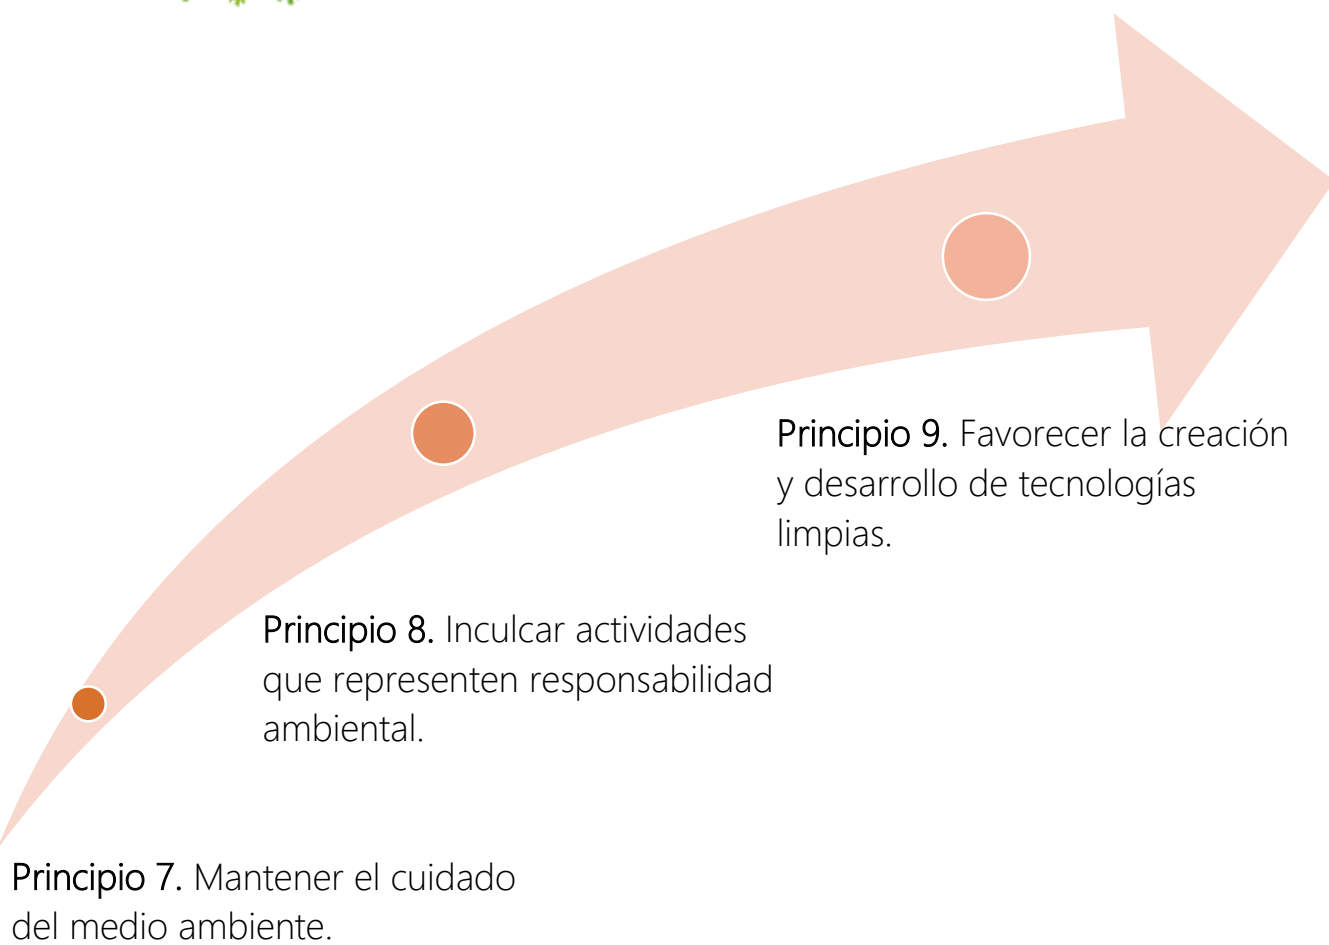 Principio 9. Favorecer la creación
y desarrollo de tecnologías
limpias.
Principio 8. Inculcar actividades
que representen responsabilidad
ambiental.
Principio 7. Mantener el cuidado
del medio ambiente.